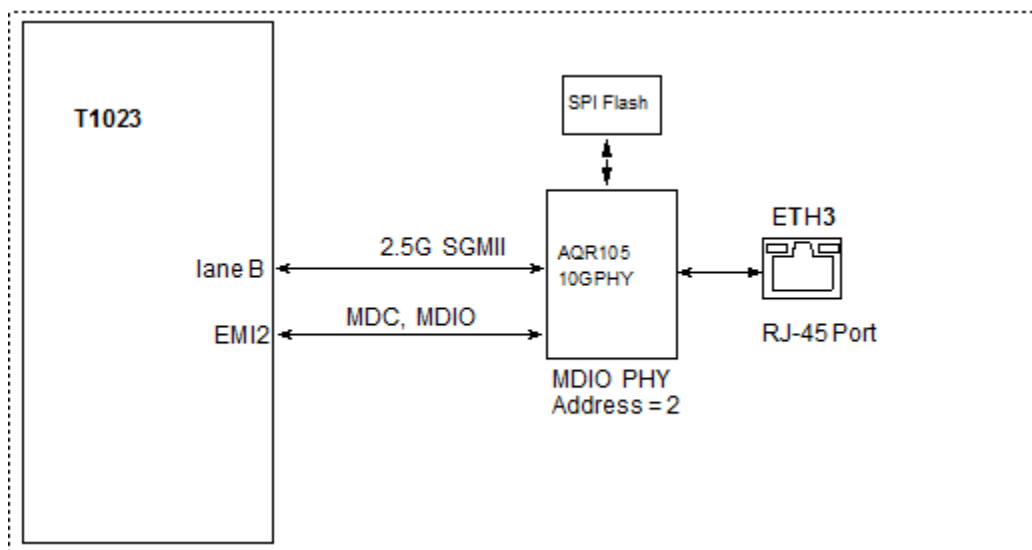 SPI Flash
T1023
ETH3
2.5G SGMII
AQR105
10GPHY
lane B
MDC, MDIO
EMI2
RJ-45 Port
MDIO PHY
Address = 2